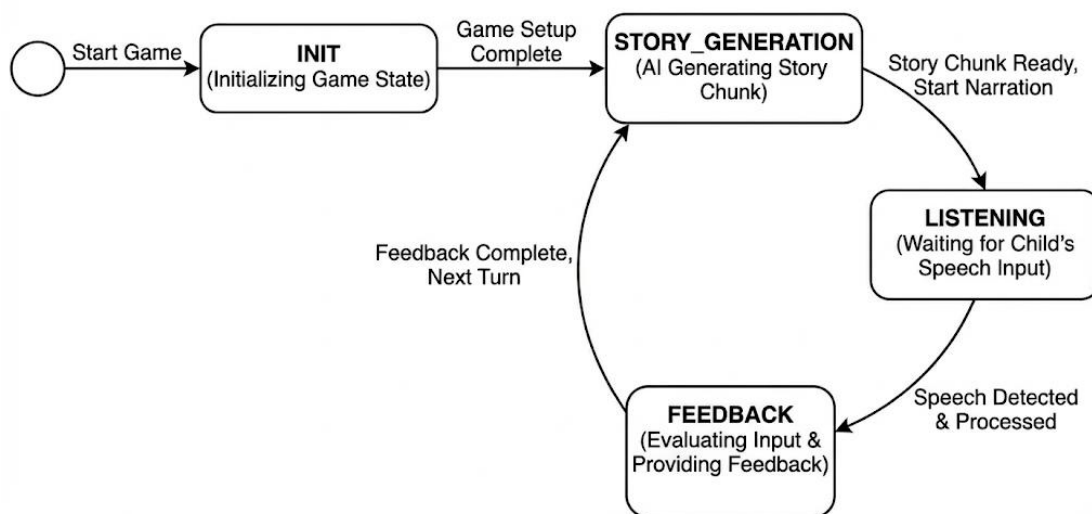 Start Game
INIT
(Initializing Game State)
Game Setup
Complete
STORY_GENERATION
(AI Generating Story
Chunk)
Story Chunk Ready,
Start Narration
LISTENING
(Waiting for Child's
Speech Input)
Speech Detected
& Processed
FEEDBACK
(Evaluating Input &
Providing Feedback)
Feedback Complete,
Next Turn